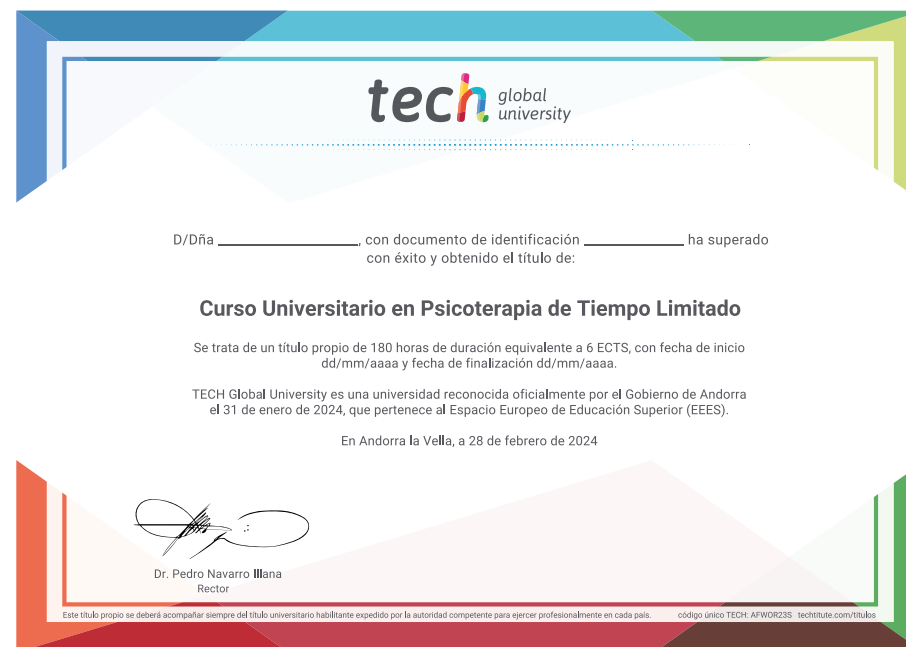 tech global university
D/Dña ____________________, con documento de identificación ______________ ha superado
con éxito y obtenido el título de:
Curso Universitario en Psicoterapia de Tiempo Limitado
Se trata de un título propio de 180 horas de duración equivalente a 6 ECTS, con fecha de inicio
dd/mm/aaaa y fecha de finalización dd/mm/aaaa.
TECH Global University es una universidad reconocida oficialmente por el Gobierno de Andorra
el 31 de enero de 2024, que pertenece al Espacio Europeo de Educación Superior (EEES).
En Andorra la Vella, a 28 de febrero de 2024
Dr. Pedro Navarro Illana
Rector
Este título propio se deberá acompañar siempre del título universitario habilitante expedido por la autoridad competente para ejercer profesionalmente en cada país. código único TECH: AFWOR23S techtitute.com/titulos